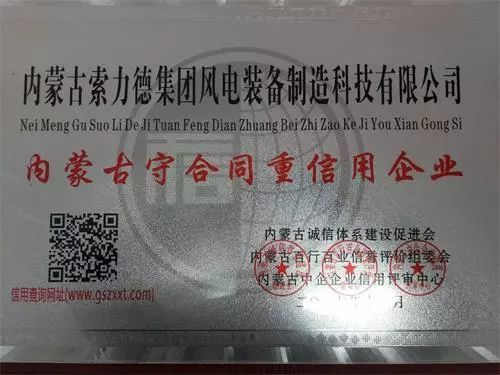 内蒙古索力德集团风电装备制造科技有限公司
Nei Meng Gu Suo Li De Ji Tuan Feng Dian Zhuang Bei Zhi Zao Ke Ji You Xian Gong Si
内蒙古守合同重信用企业
内蒙古诚信体系建设促进会
内蒙古百行百业信誉评价组委会
内蒙古中企企业信用评审中心
信用查询网址(www.gszxxt.com)